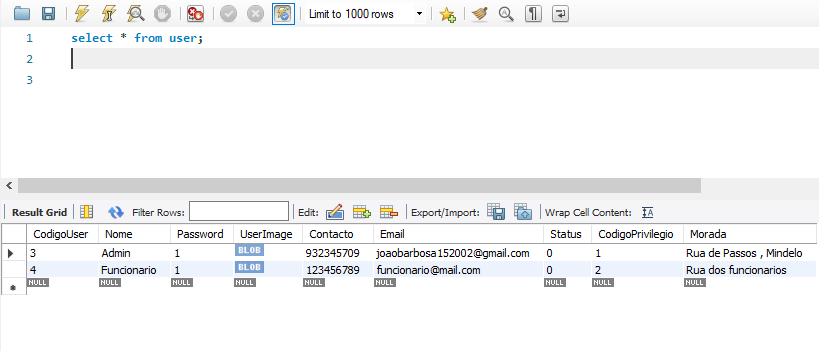 Limit to 1000 rows
1 select * from user;
2
3
Result Grid Filter Rows: Edit: Export/Import: Wrap Cell Content: IA
CodigoUser Nome Password UserImage Contacto Email Status CodigoPrivilegio Morada
3 Admin 1 BLOB 932345709 joaobarbosa152002@gmail.com 0 1 Rua de Passos , Mindelo
4 Funcionario 1 BLOB 123456789 funcionario@mail.com 0 2 Rua dos funcionarios
NULL NULL NULL NULL NULL NULL NULL NULL NULL